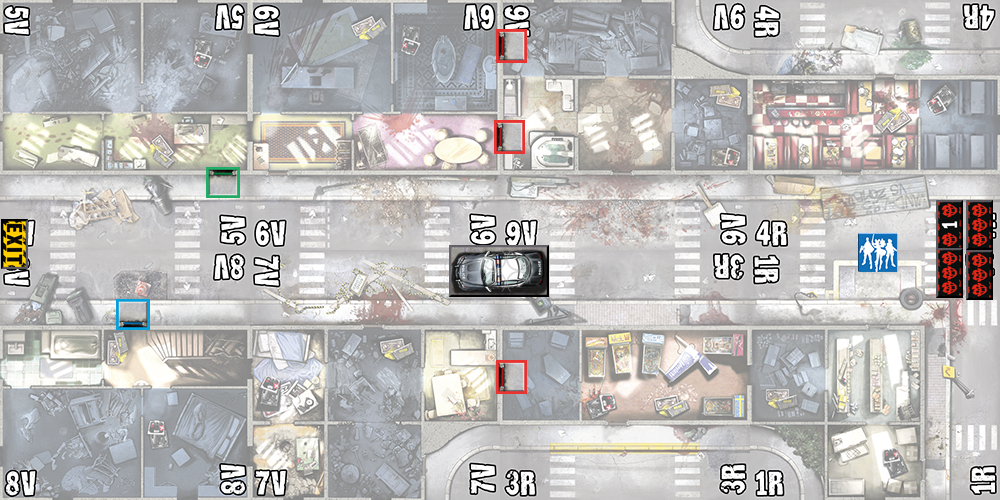 5V 5V 6V 6V 9V 9V 4R 4R
5V 6V 6V 9V 9V 4R
EXIT
8V 7V 3R 1R
1
8V 8V 7V 7V 3R 3R 1R 1R